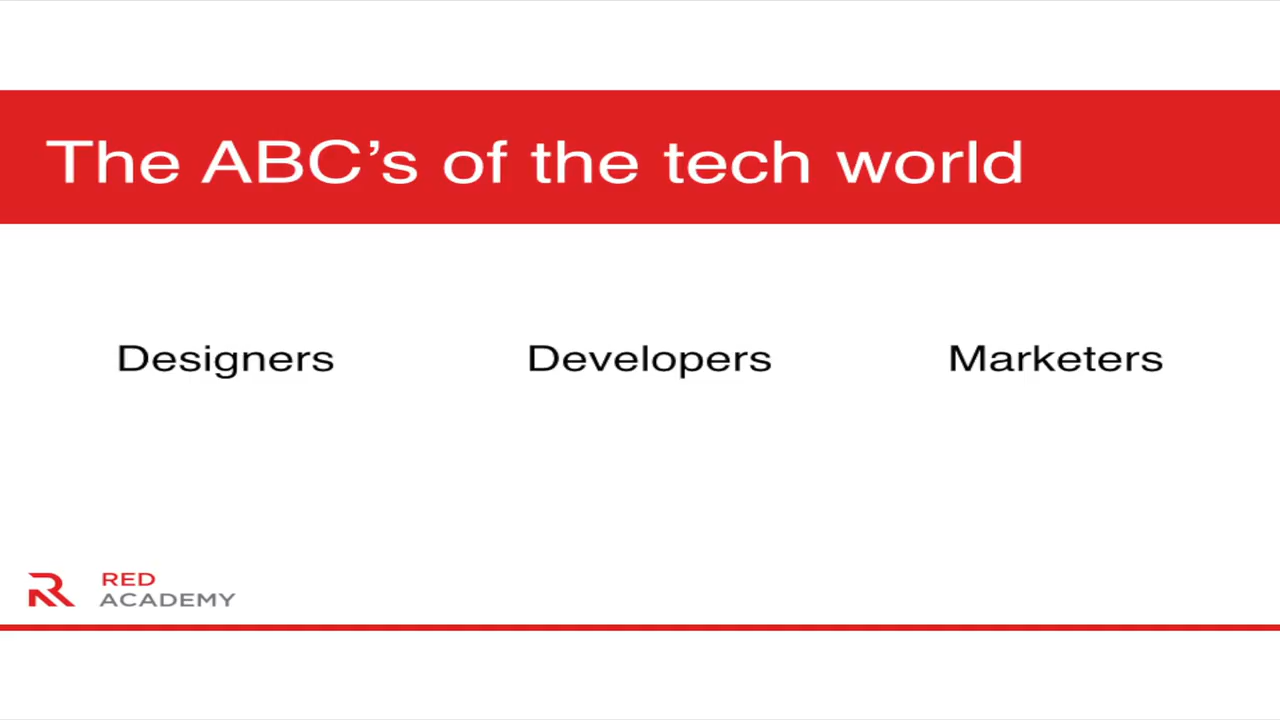 The ABC’s of the tech world
Designers
Developers
Marketers
RED
ACADEMY